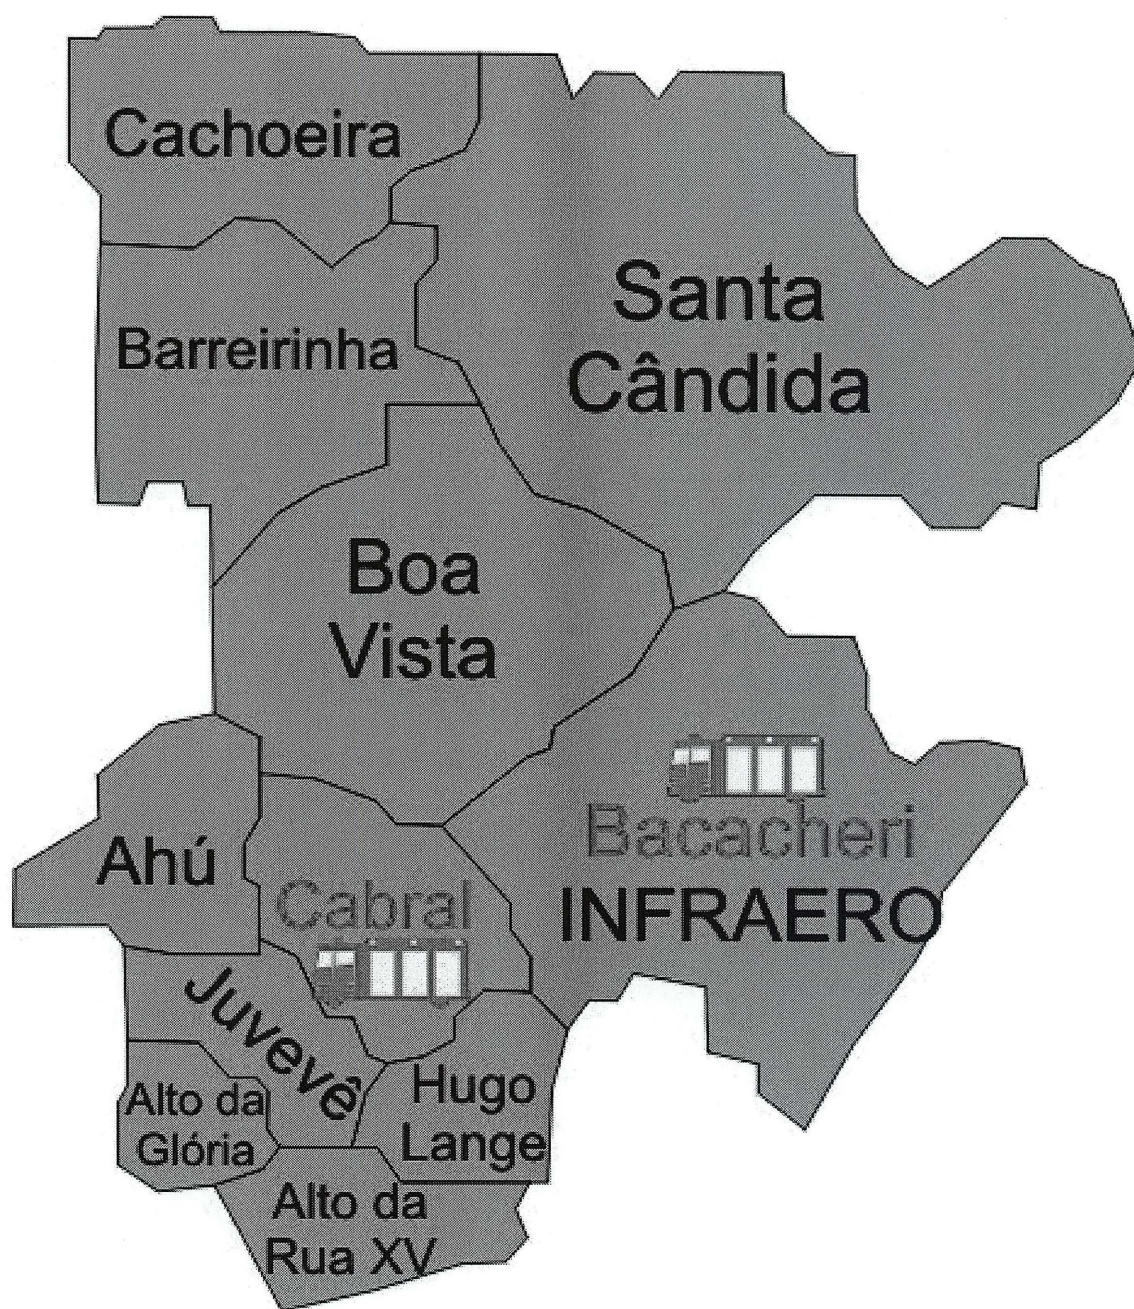 Cachoeira
Santa
Cândida
Barreirinha
Boa
Vista
Bacacheri
INFRAERO
Ahú
Cabral
Juvevê
Hugo
Lange
Alto da
Glória
Alto da
Rua XV